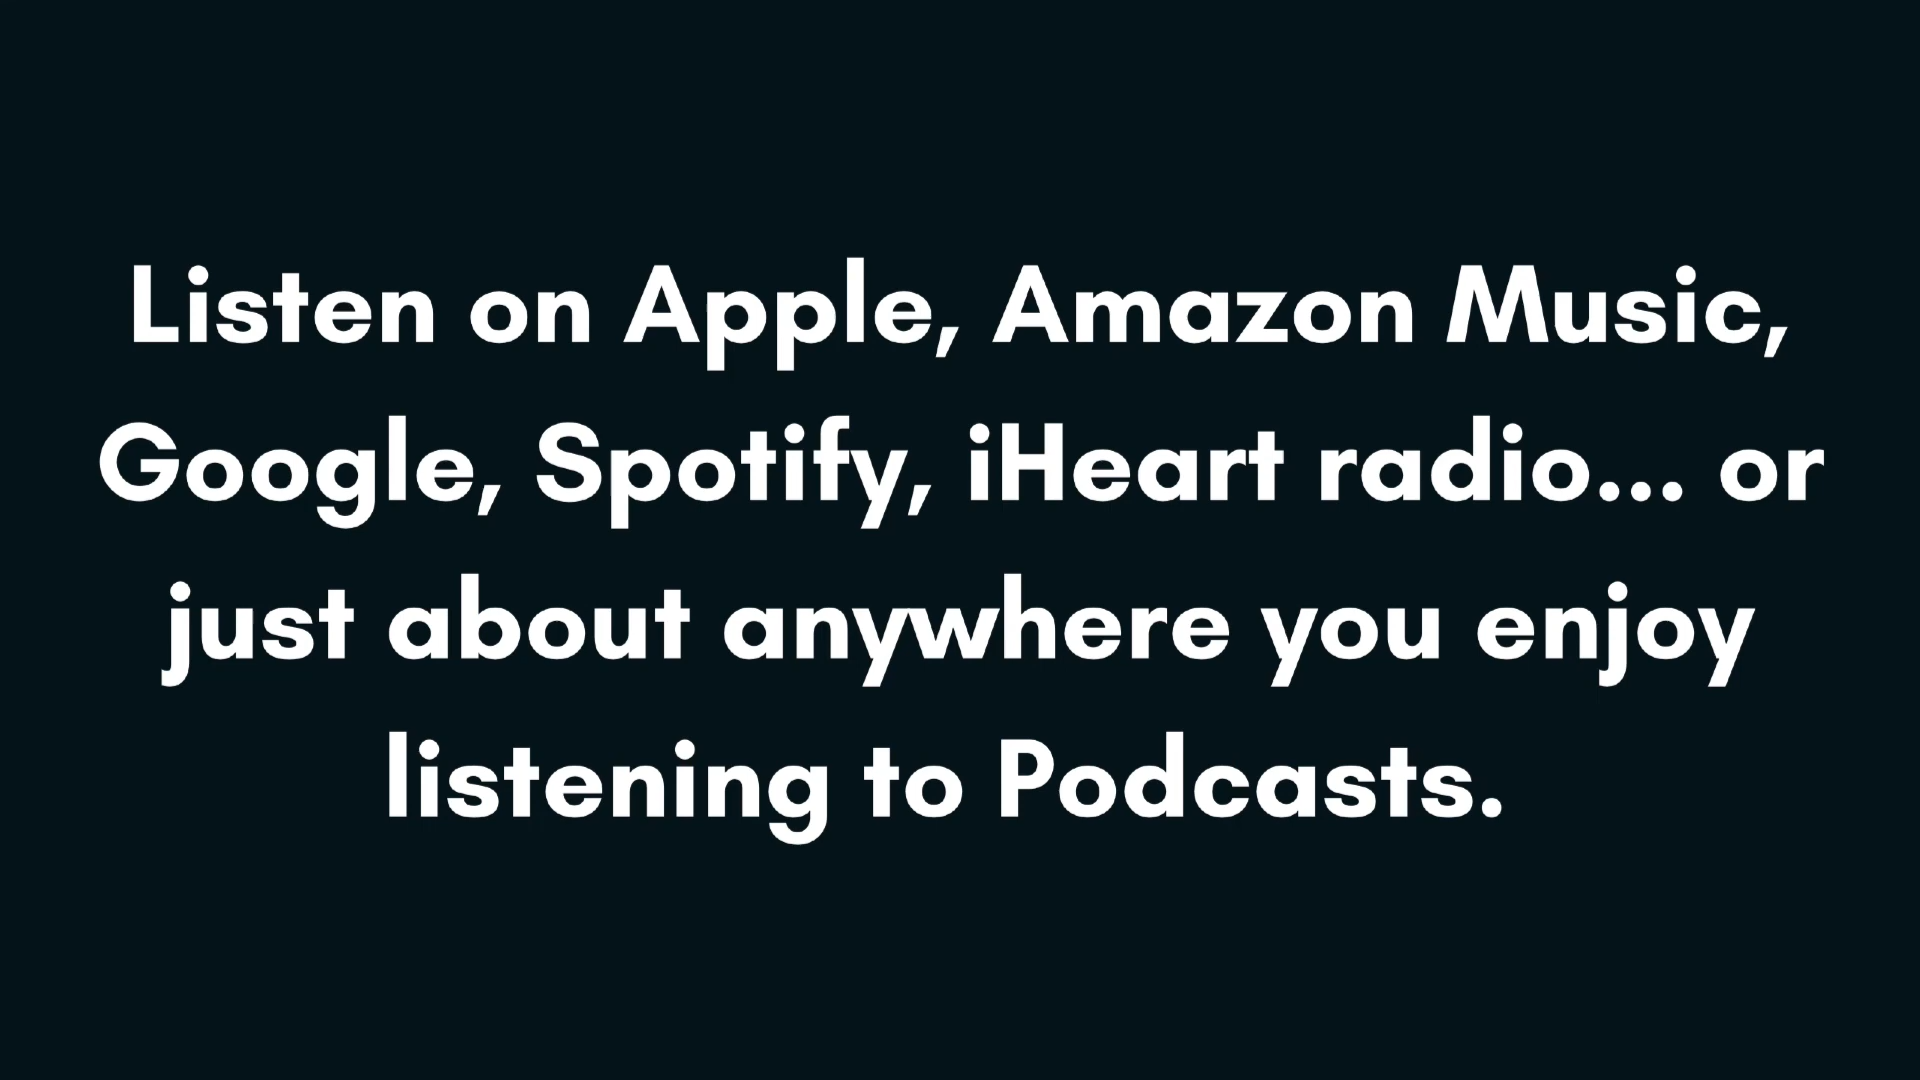 Listen on Apple, Amazon Music,
Google, Spotify, iHeart radio... or
just about anywhere you enjoy
listening to Podcasts.